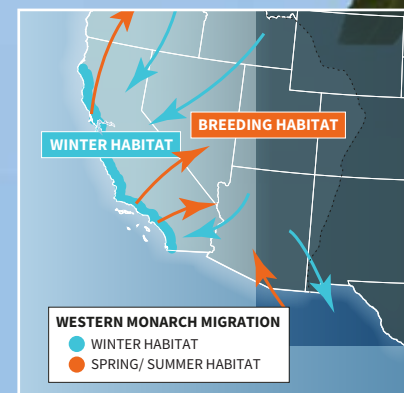 BREEDING HABITAT
WINTER HABITAT
WESTERN MONARCH MIGRATION
WINTER HABITAT
SPRING/ SUMMER HABITAT